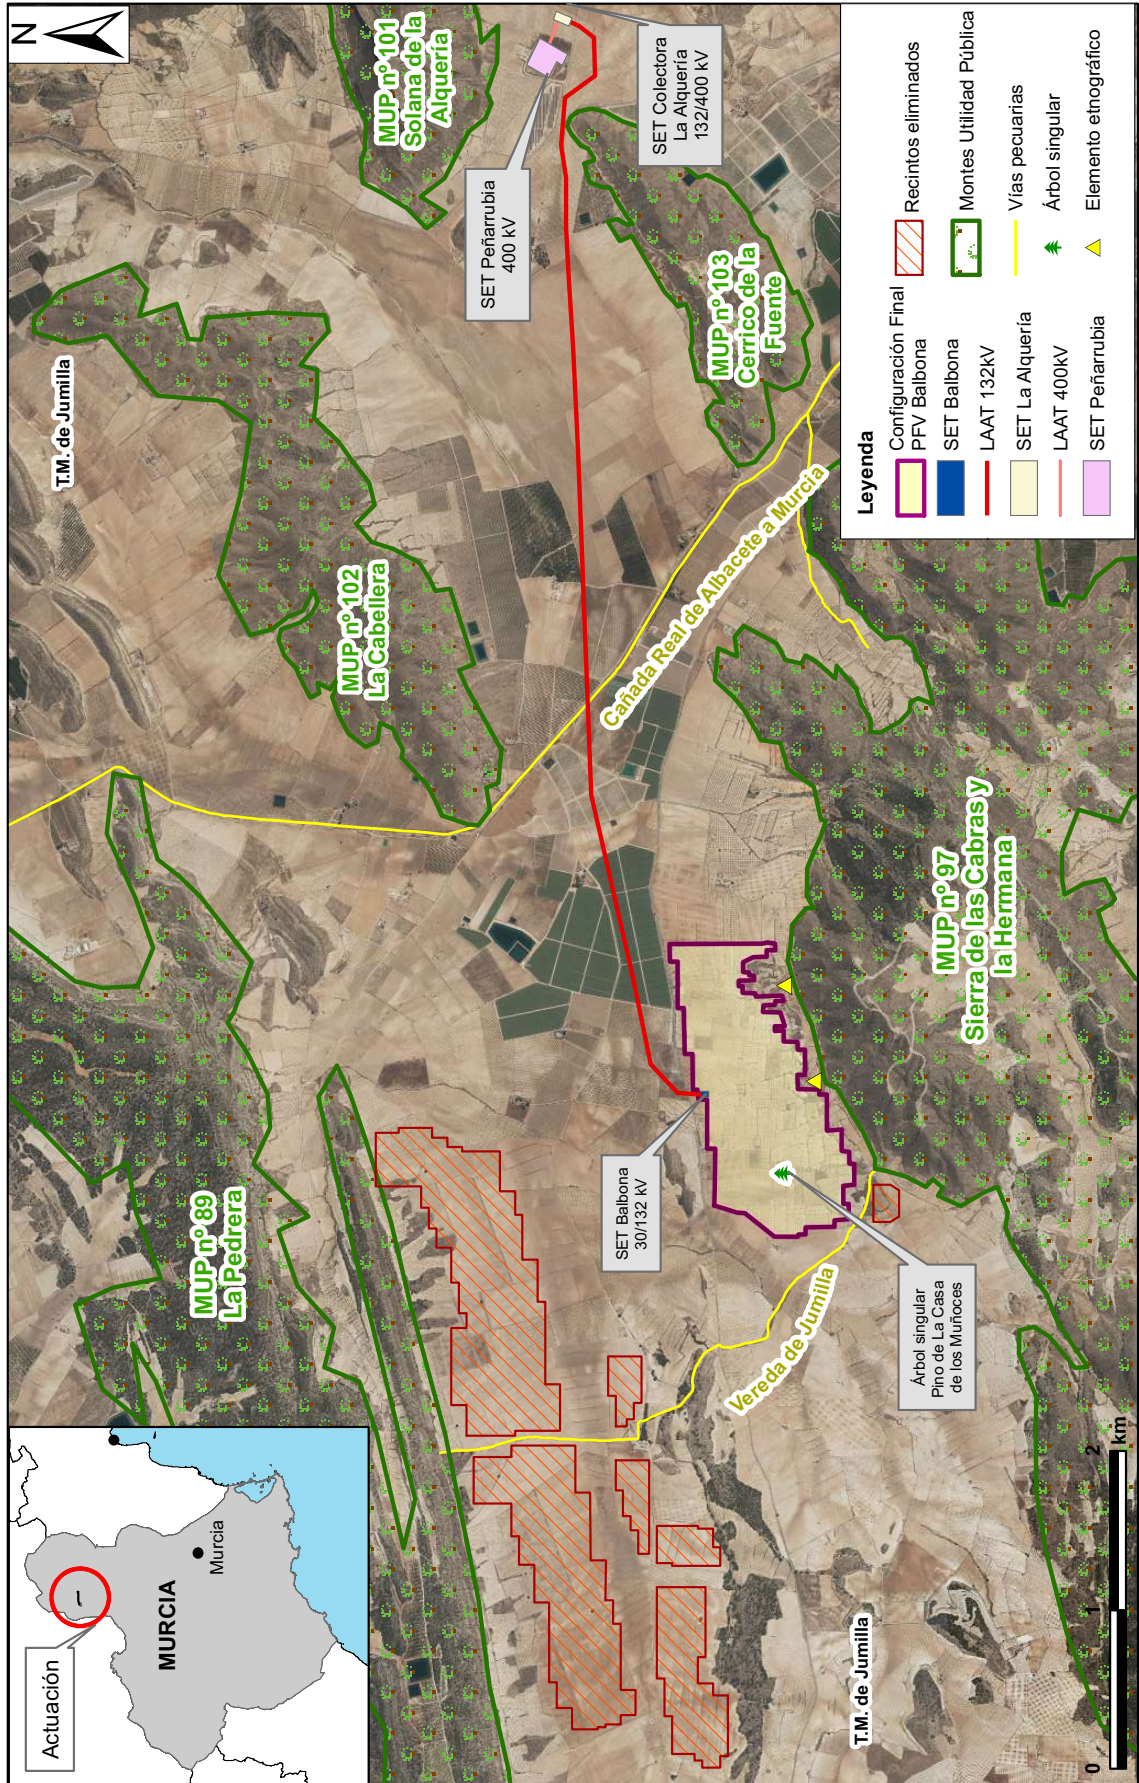 Actuación
MURCIA
Murcia
MUP nº 89
La Pedrera
T.M. de Jumilla
MUP nº 102
La Cabellera
MUP nº 101
Solana de la
Alquería
N
SET Peñarrubia
400 kV
SET Colectora
La Alquería
132/400 kV
MUP nº 103
Cerrico de la
Fuente
Cañada Real de Albacete a Murcia
SET Balbona
30/132 kV
Vereda de Jumilla
Árbol singular
Pino de La Casa
de los Muñoces
MUP nº 97
Sierra de las Cabras y
la Hermana
T.M. de Jumilla
0 1 2
km
Leyenda
Configuración Final
PFV Balbona
SET Balbona
LAAT 132kV
SET La Alquería
LAAT 400kV
SET Peñarrubia
Recintos eliminados
Montes Utilidad Pública
Vías pecuarias
Árbol singular
Elemento etnográfico